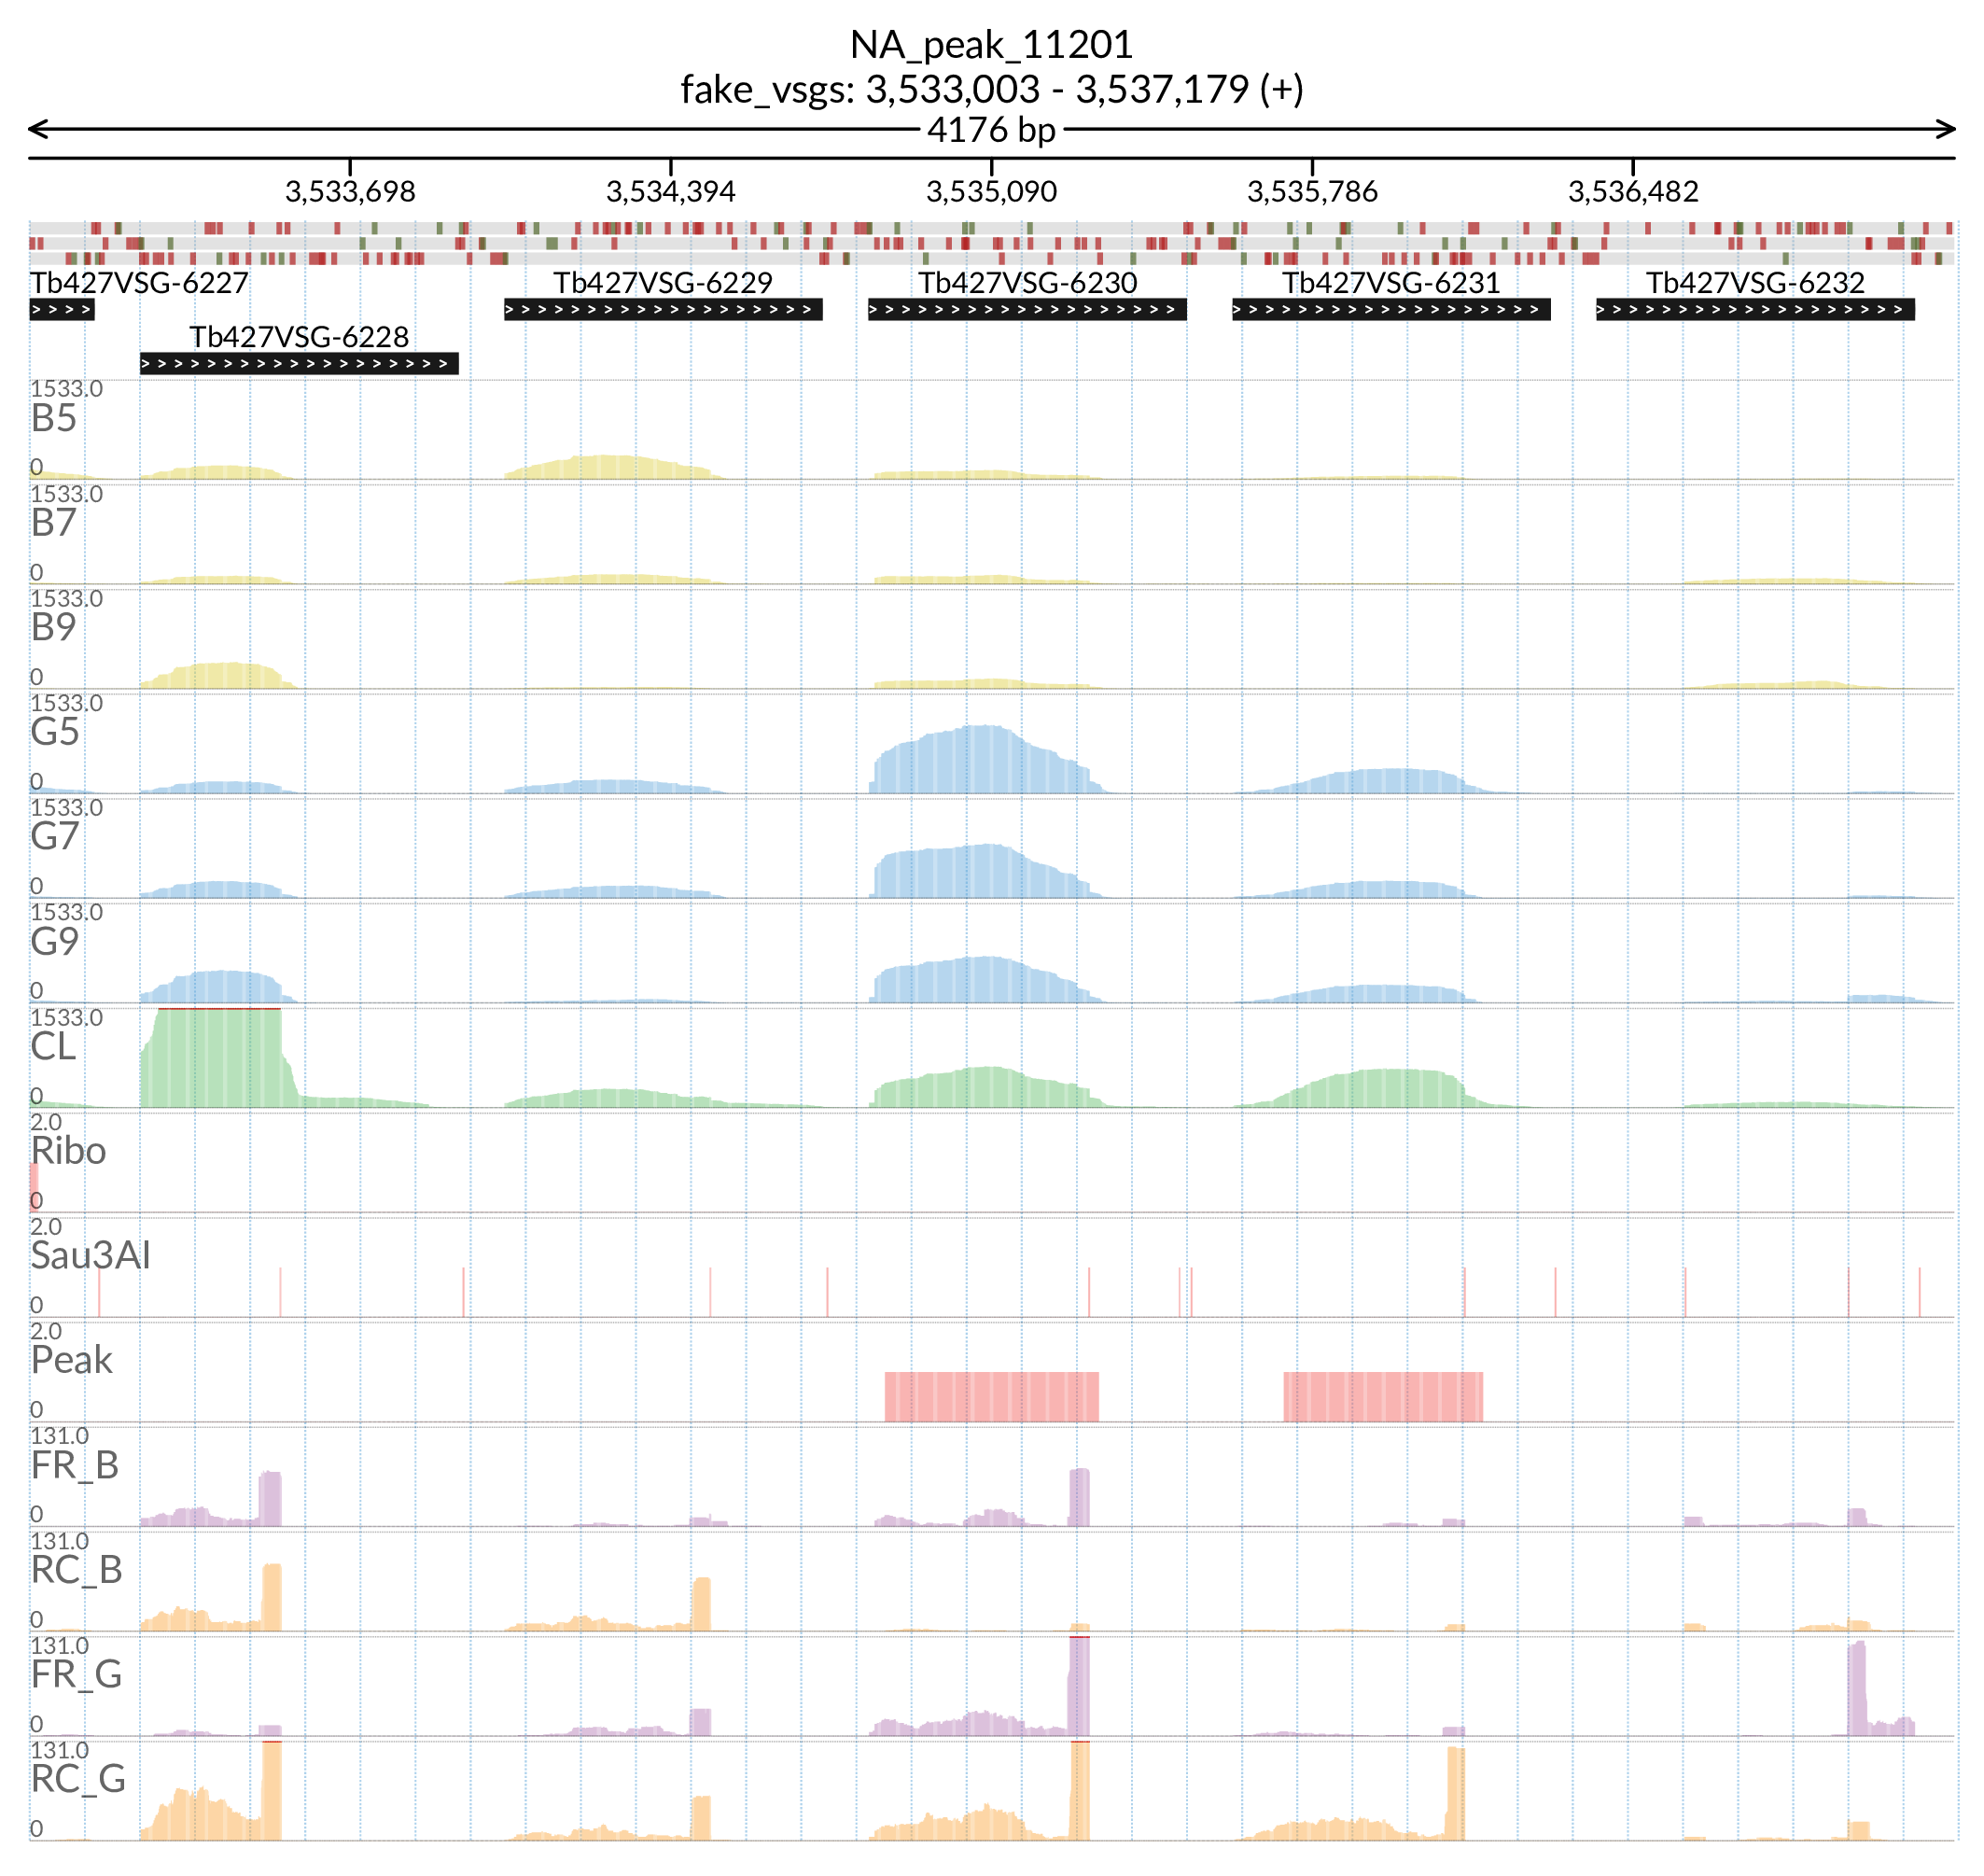 NA_peak_11201
fake_vsgs: 3,533,003 - 3,537,179 (+)
4176 bp
3,533,698 3,534,394 3,535,090 3,535,786 3,536,482
Tb427VSG-6227 Tb427VSG-6229 Tb427VSG-6230 Tb427VSG-6231 Tb427VSG-6232
Tb427VSG-6228
1533.0
B5
0
1533.0
B7
0
1533.0
B9
0
1533.0
G5
0
1533.0
G7
0
1533.0
G9
0
1533.0
CL
0
2.0
Ribo
0
2.0
Sau3AI
0
2.0
Peak
0
131.0
FR_B
0
131.0
RC_B
0
131.0
FR_G
0
131.0
RC_G
0